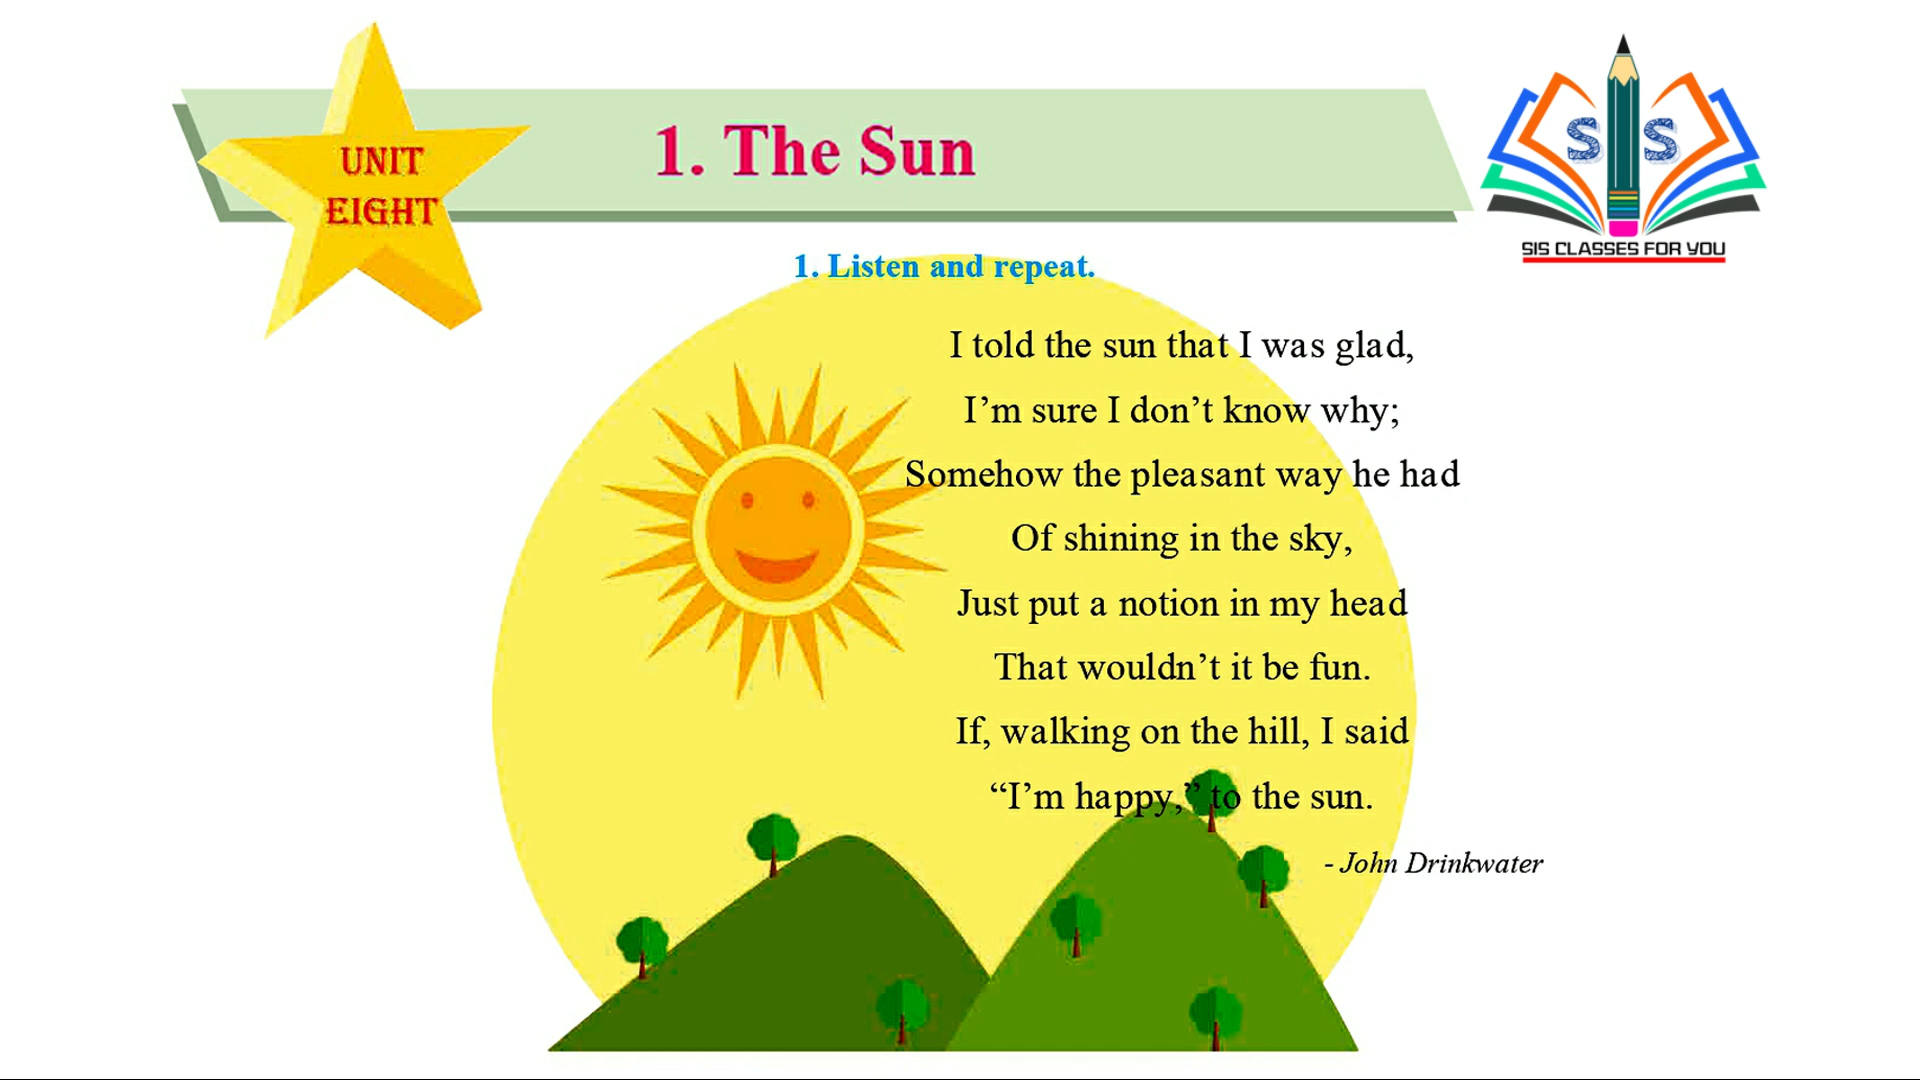 UNIT
EIGHT
1. The Sun
S S
SIS CLASSES FOR YOU
1. Listen and repeat.
I told the sun that I was glad,
I’m sure I don’t know why;
Somehow the pleasant way he had
Of shining in the sky,
Just put a notion in my head
That wouldn’t it be fun.
If, walking on the hill, I said
“I’m happy,” to the sun.
- John Drinkwater